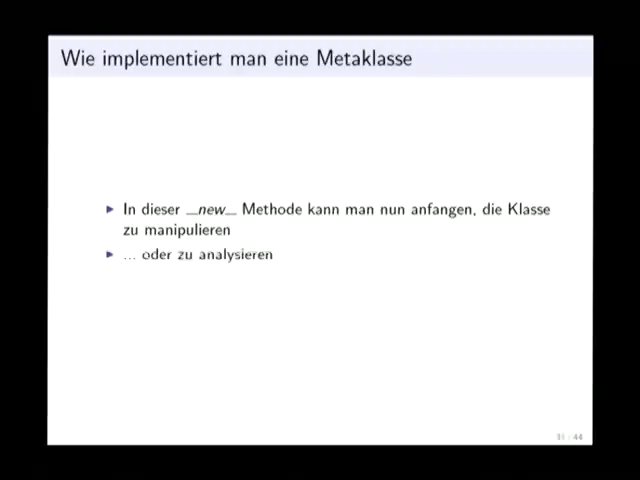 Wie implementiert man eine Metaklasse
In dieser __new__ Methode kann man nun anfangen, die Klasse
zu manipulieren
... oder zu analysieren